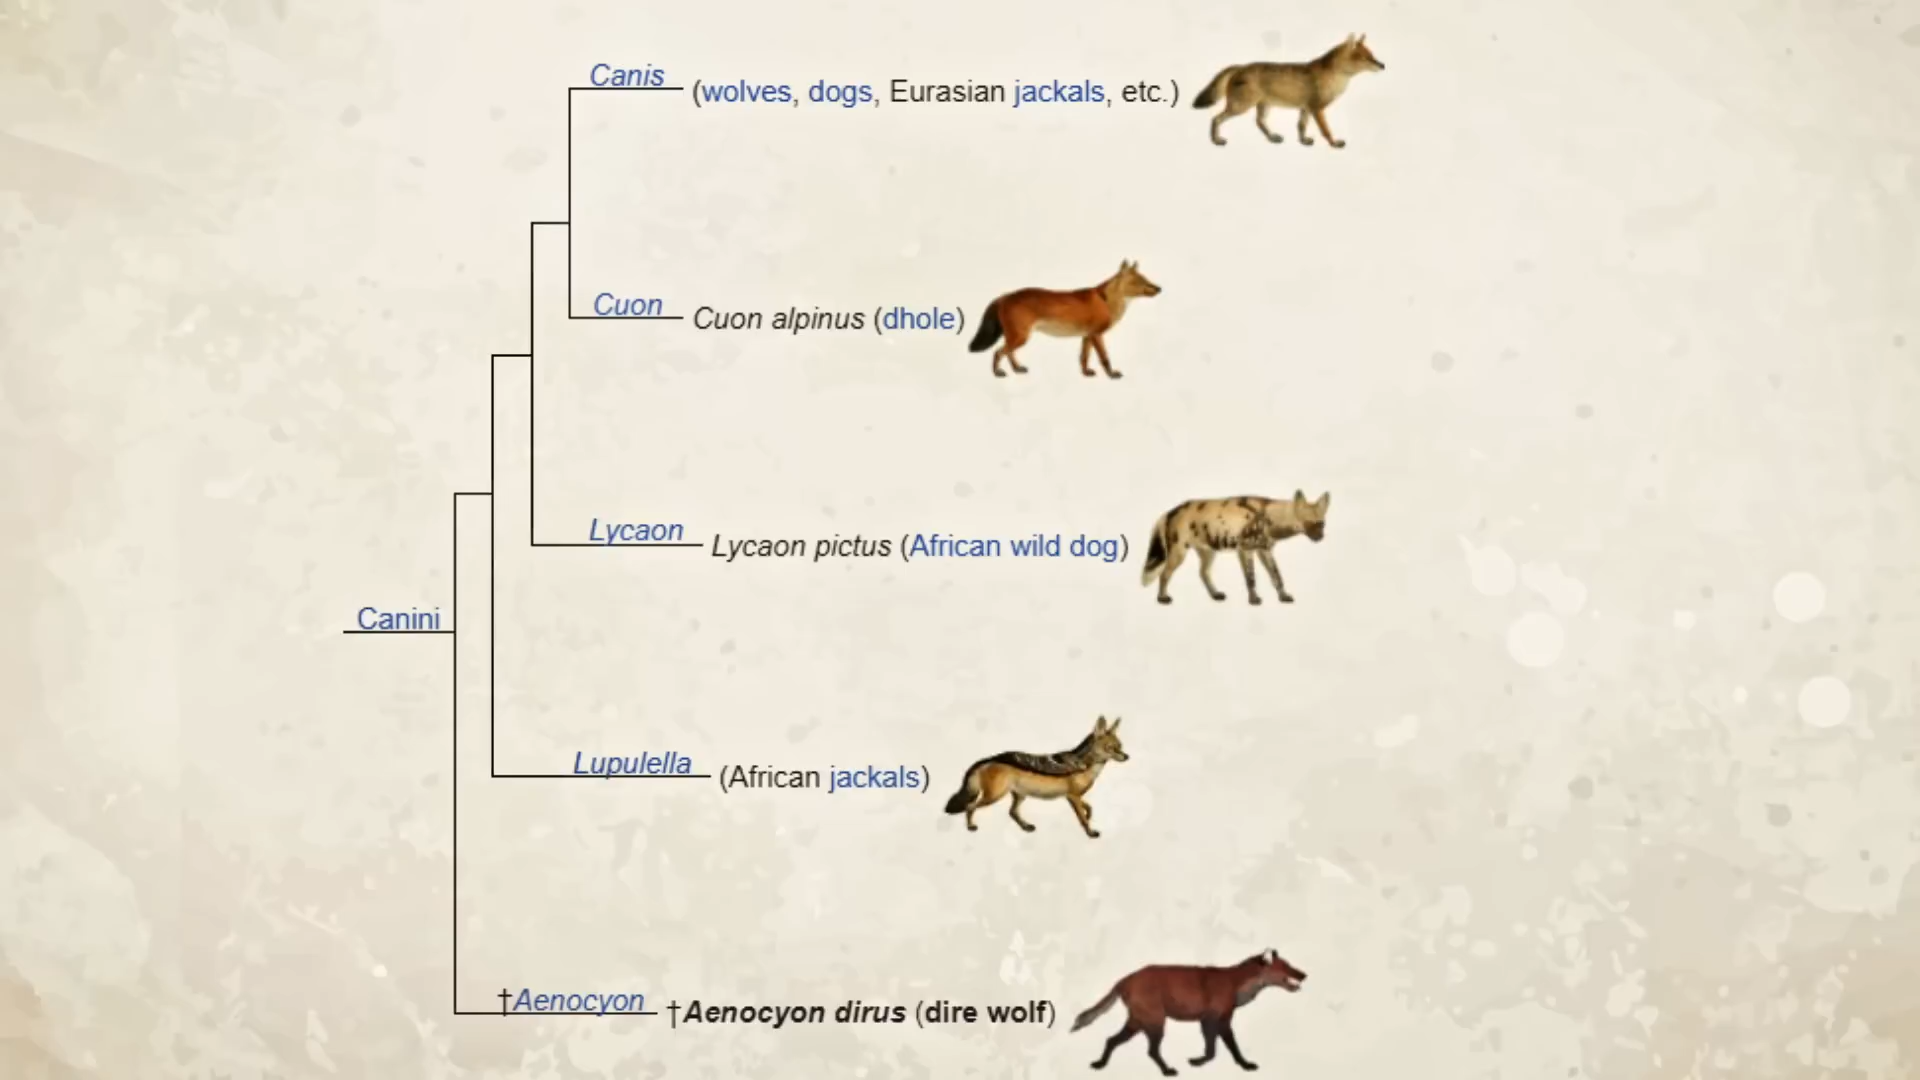 Canis (wolves, dogs, Eurasian jackals, etc.)
Cuon Cuon alpinus (dhole)
Lycaon Lycaon pictus (African wild dog)
Canini
Lupulella (African jackals)
†Aenocyon †Aenocyon dirus (dire wolf)